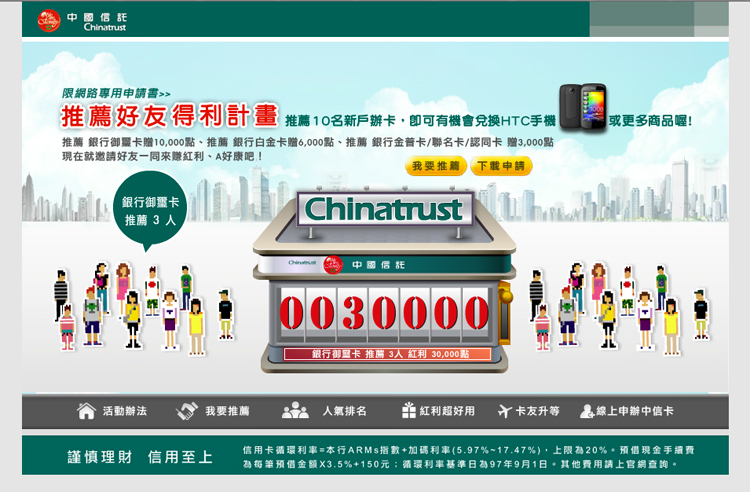 中國信託
Chinatrust
限網路專用申請書>>
推薦好友得利計畫 推薦10名新戶辦卡，即可有機會兌換HTC手機 或更多商品喔!
推薦 銀行御璽卡贈10,000點、推薦 銀行白金卡贈6,000點、推薦 銀行金普卡/聯名卡/認同卡 贈3,000點
現在就邀請好友一同來賺紅利、A好康吧！
我要推薦 下載申請
銀行御璽卡
推薦 3 人
Chinatrust
Chinatrust 中國信託
0030000
銀行御璽卡 推薦 3人 紅利 30,000點
活動辦法 我要推薦 人氣排名 紅利超好用 卡友升等 線上申辦中信卡
謹慎理財 信用至上
信用卡循環利率=本行ARMs指數+加碼利率(5.97%~17.47%)，上限為20%。預借現金手續費
為每筆預借金額X3.5%+150元；循環利率基準日為97年9月1日。其他費用請上官網查詢。